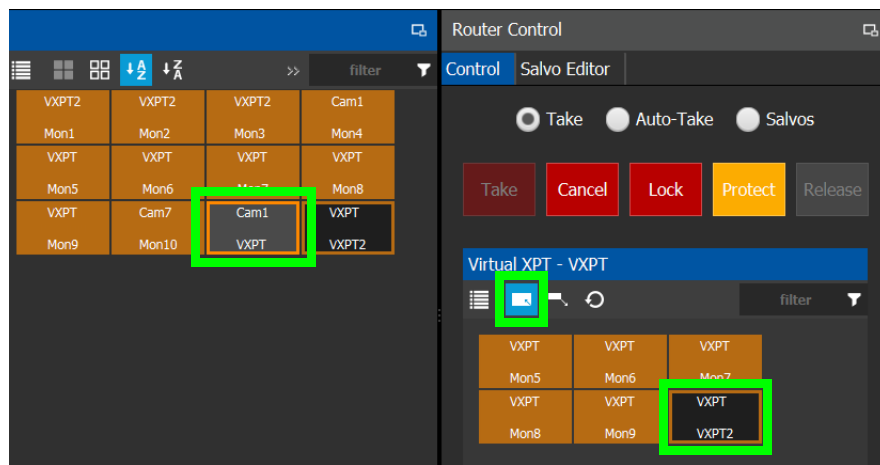 Router Control
filter
Control Salvo Editor
VXPT2 VXPT2 VXPT2 Cam1
Mon1 Mon2 Mon3 Mon4
VXPT VXPT VXPT VXPT
Mon5 Mon6 Mon7 Mon8
VXPT Cam7 Cam1 VXPT
Mon9 Mon10 VXPT VXPT2
Take Auto-Take Salvos
Take Cancel Lock Protect Release
Virtual XPT - VXPT
filter
VXPT VXPT VXPT
Mon5 Mon6 Mon7
VXPT VXPT VXPT
Mon8 Mon9 VXPT2